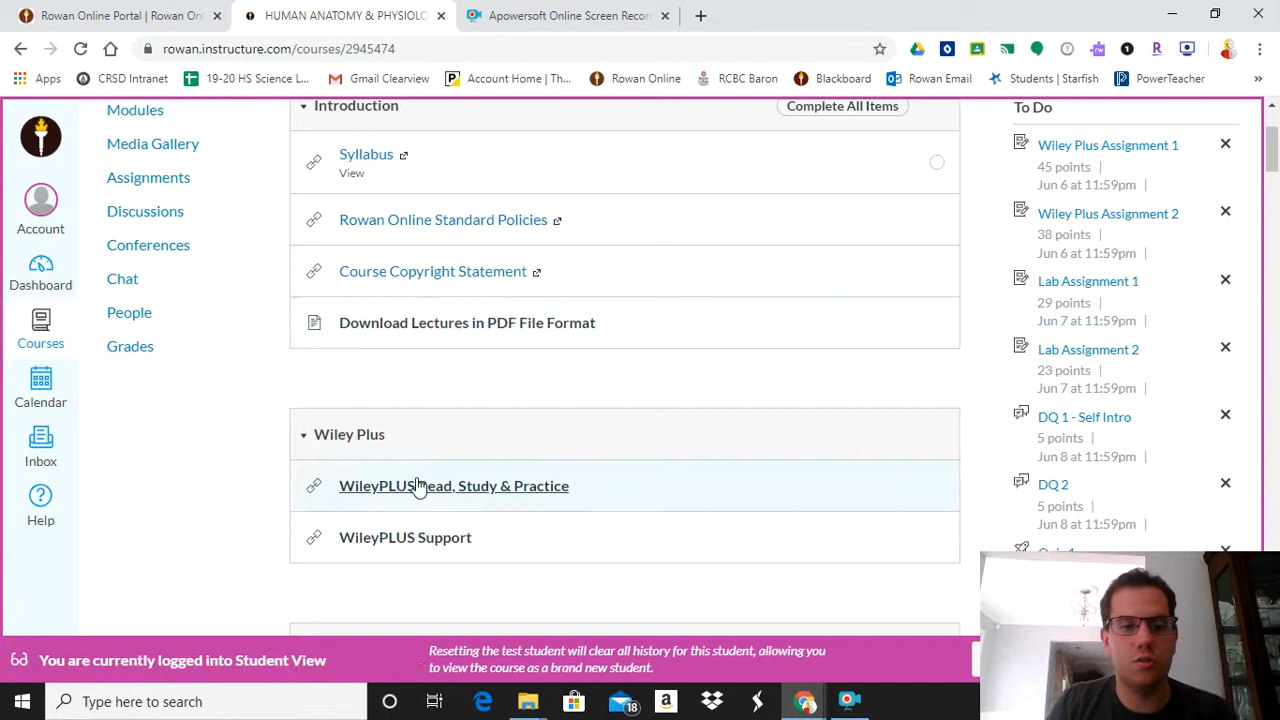 Rowan Online Portal | Rowan Onl
HUMAN ANATOMY & PHYSIOLO
Apowersoft Online Screen Recor
rowan.instructure.com/courses/2945474
Apps
CRSD Intranet
19-20 HS Science L...
Gmail Clearview
Account Home | Th...
Rowan Online
RCBC Baron
Blackboard
Rowan Email
Students | Starfish
PowerTeacher
»
Account
Dashboard
Courses
Calendar
Inbox
18
Help
Modules
Media Gallery
Assignments
Discussions
Conferences
Chat
People
Grades
Introduction
Complete All Items
Syllabus
View
Rowan Online Standard Policies
Course Copyright Statement
Download Lectures in PDF File Format
Wiley Plus
WileyPLUS Read, Study & Practice
WileyPLUS Support
To Do
Wiley Plus Assignment 1
45 points |
Jun 6 at 11:59pm |
Wiley Plus Assignment 2
38 points |
Jun 6 at 11:59pm |
Lab Assignment 1
29 points |
Jun 7 at 11:59pm |
Lab Assignment 2
23 points |
Jun 7 at 11:59pm |
DQ 1 - Self Intro
5 points |
Jun 8 at 11:59pm |
DQ 2
5 points |
Jun 8 at 11:59pm |
You are currently logged into Student View
Resetting the test student will clear all history for this student, allowing you
to view the course as a brand new student.
Type here to search